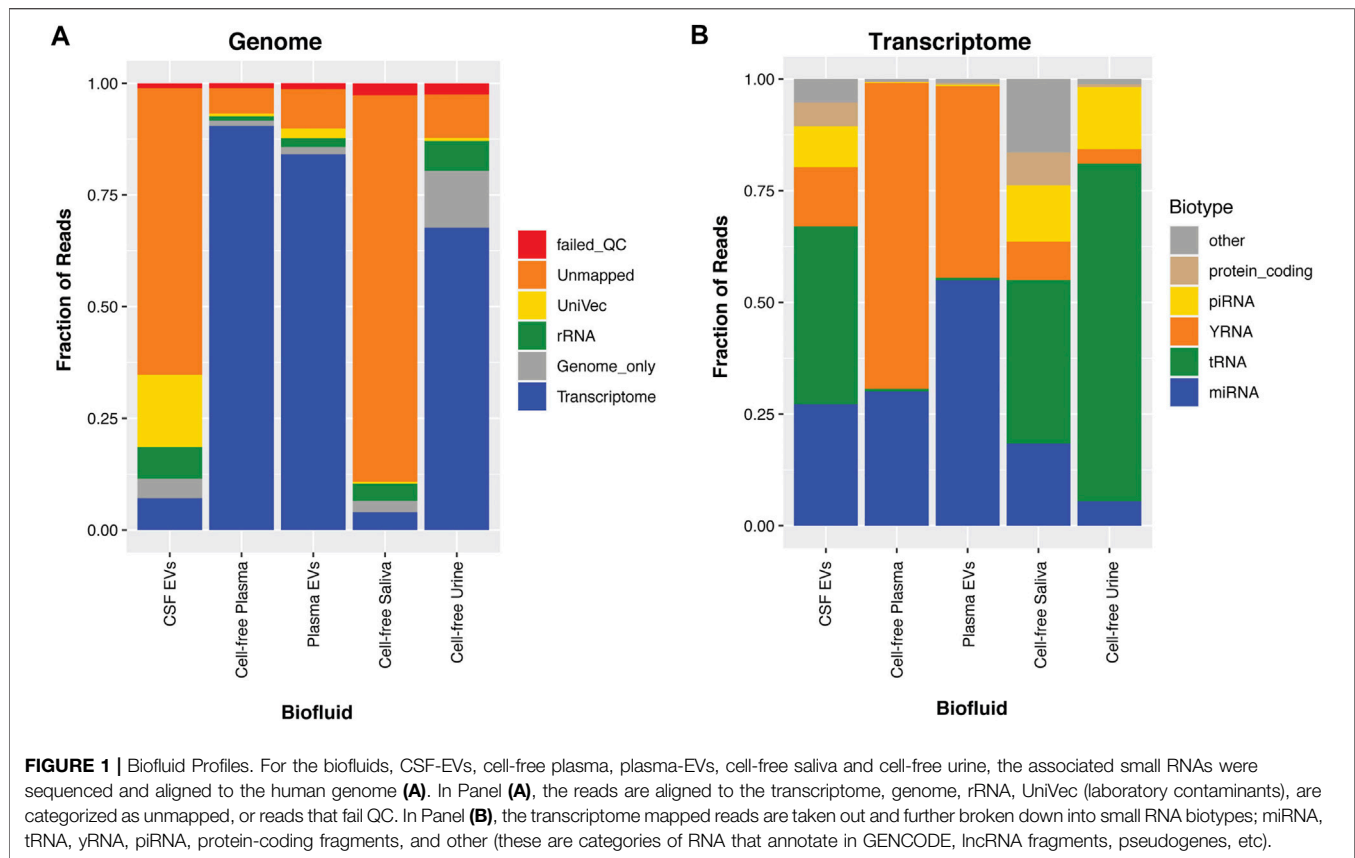 A
Genome
Fraction of Reads
1.00
0.75
0.50
0.25
0.00
CSF EVs
Cell-free Plasma
Plasma EVs
Cell-free Saliva
Cell-free Urine
Biofluid
failed_QC
Unmapped
UniVec
rRNA
Genome_only
Transcriptome
B
Transcriptome
Fraction of Reads
1.00
0.75
0.50
0.25
0.00
CSF EVs
Cell-free Plasma
Plasma EVs
Cell-free Saliva
Cell-free Urine
Biofluid
Biotype
other
protein_coding
piRNA
YRNA
tRNA
miRNA
FIGURE 1 | Biofluid Profiles. For the biofluids, CSF-EVs, cell-free plasma, plasma-EVs, cell-free saliva and cell-free urine, the associated small RNAs were
sequenced and aligned to the human genome (A). In Panel (A), the reads are aligned to the transcriptome, genome, rRNA, UniVec (laboratory contaminants), are
categorized as unmapped, or reads that fail QC. In Panel (B), the transcriptome mapped reads are taken out and further broken down into small RNA biotypes; miRNA,
tRNA, yRNA, piRNA, protein-coding fragments, and other (these are categories of RNA that annotate in GENCODE, lncRNA fragments, pseudogenes, etc).